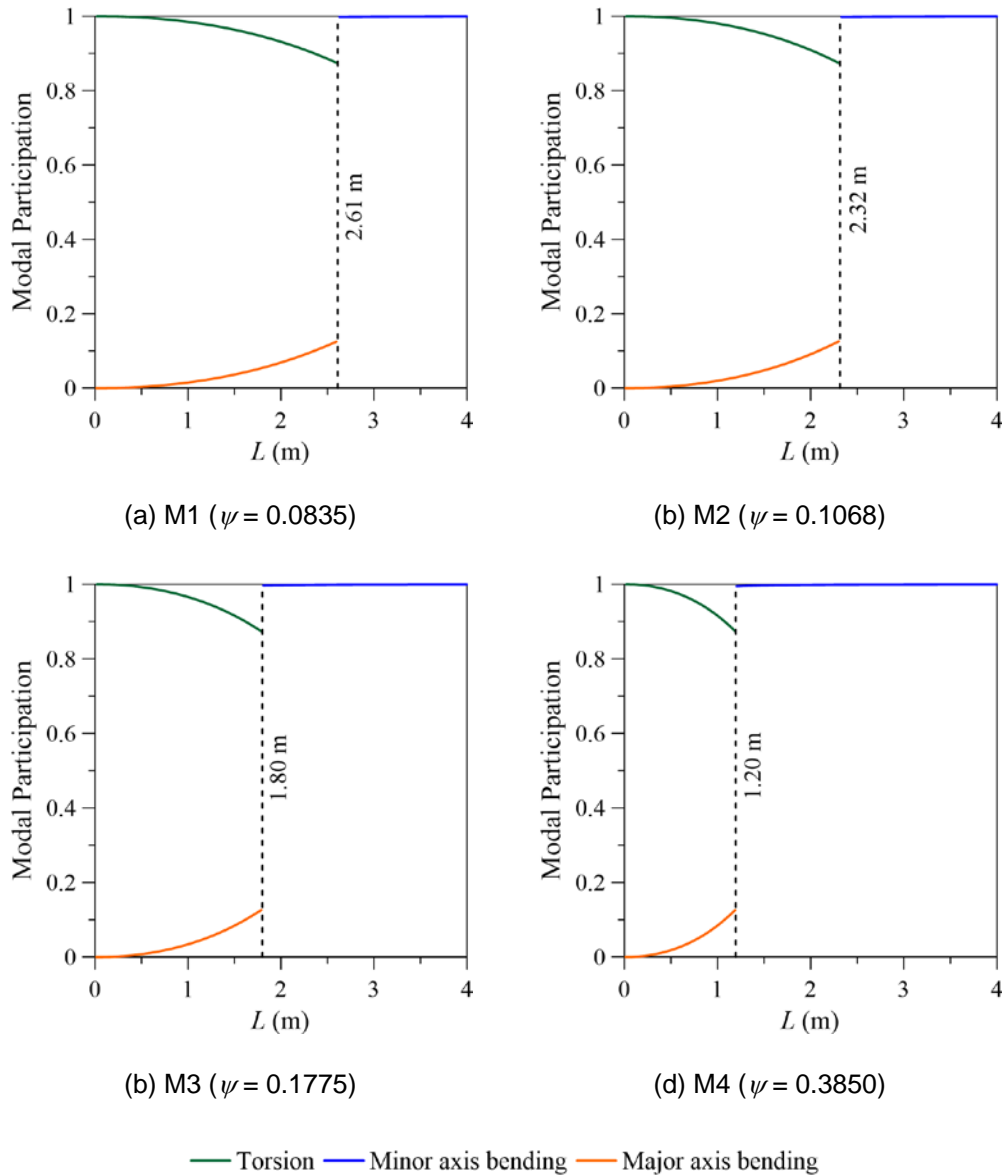 1
0.8
0.6
0.4
0.2
0
Modal Participation
2.61 m
0 1 2 3 4
L (m)
(a) M1 (ψ = 0.0835)
1
0.8
0.6
0.4
0.2
0
Modal Participation
2.32 m
0 1 2 3 4
L (m)
(b) M2 (ψ = 0.1068)
1
0.8
0.6
0.4
0.2
0
Modal Participation
1.80 m
0 1 2 3 4
L (m)
(b) M3 (ψ = 0.1775)
1
0.8
0.6
0.4
0.2
0
Modal Participation
1.20 m
0 1 2 3 4
L (m)
(d) M4 (ψ = 0.3850)
Torsion Minor axis bending Major axis bending